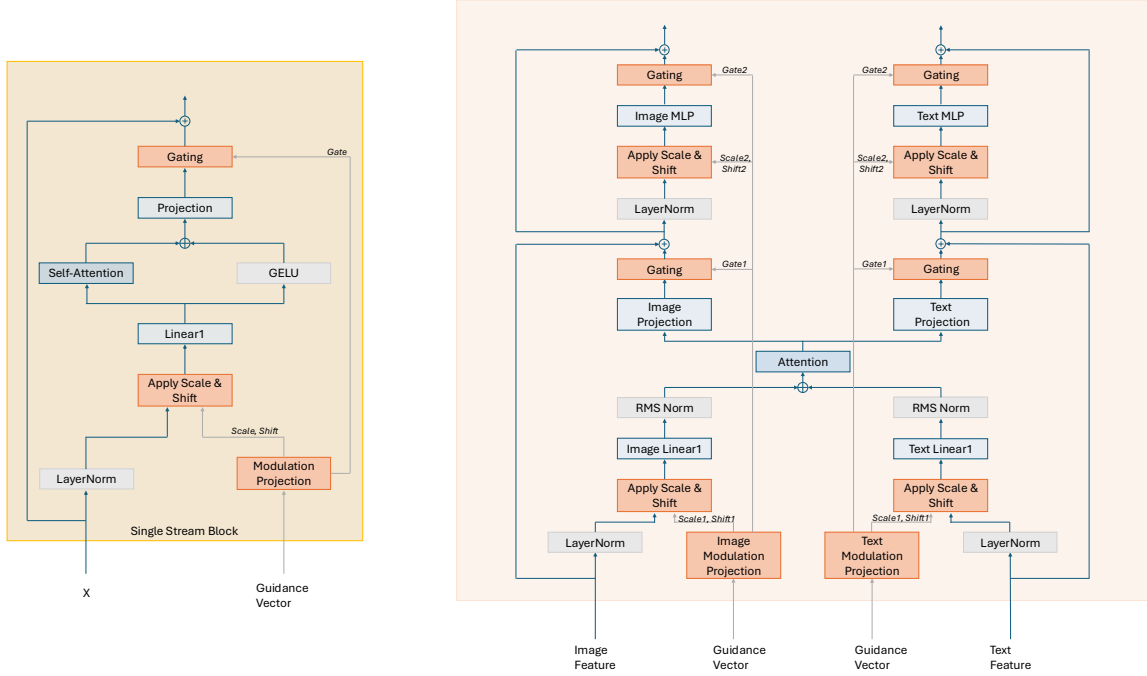 Gate
Gating
Projection
Self-Attention
GELU
Linear1
Apply Scale &
Shift
Scale, Shift
LayerNorm
Modulation
Projection
Single Stream Block
X
Guidance
Vector
Gating
Gate2
Image MLP
Apply Scale &
Shift
Scale2,
Shift2
LayerNorm
Gating
Gate1
Image
Projection
Gate2
Gating
Text MLP
Scale2,
Shift2
Apply Scale &
Shift
LayerNorm
Gate1
Gating
Text
Projection
Attention
RMS Norm
Image Linear1
Apply Scale &
Shift
Scale1, Shift1
LayerNorm
Image
Modulation
Projection
RMS Norm
Text Linear1
Apply Scale &
Shift
Scale1, Shift1
Text
Modulation
Projection
LayerNorm
Image
Feature
Guidance
Vector
Guidance
Vector
Text
Feature